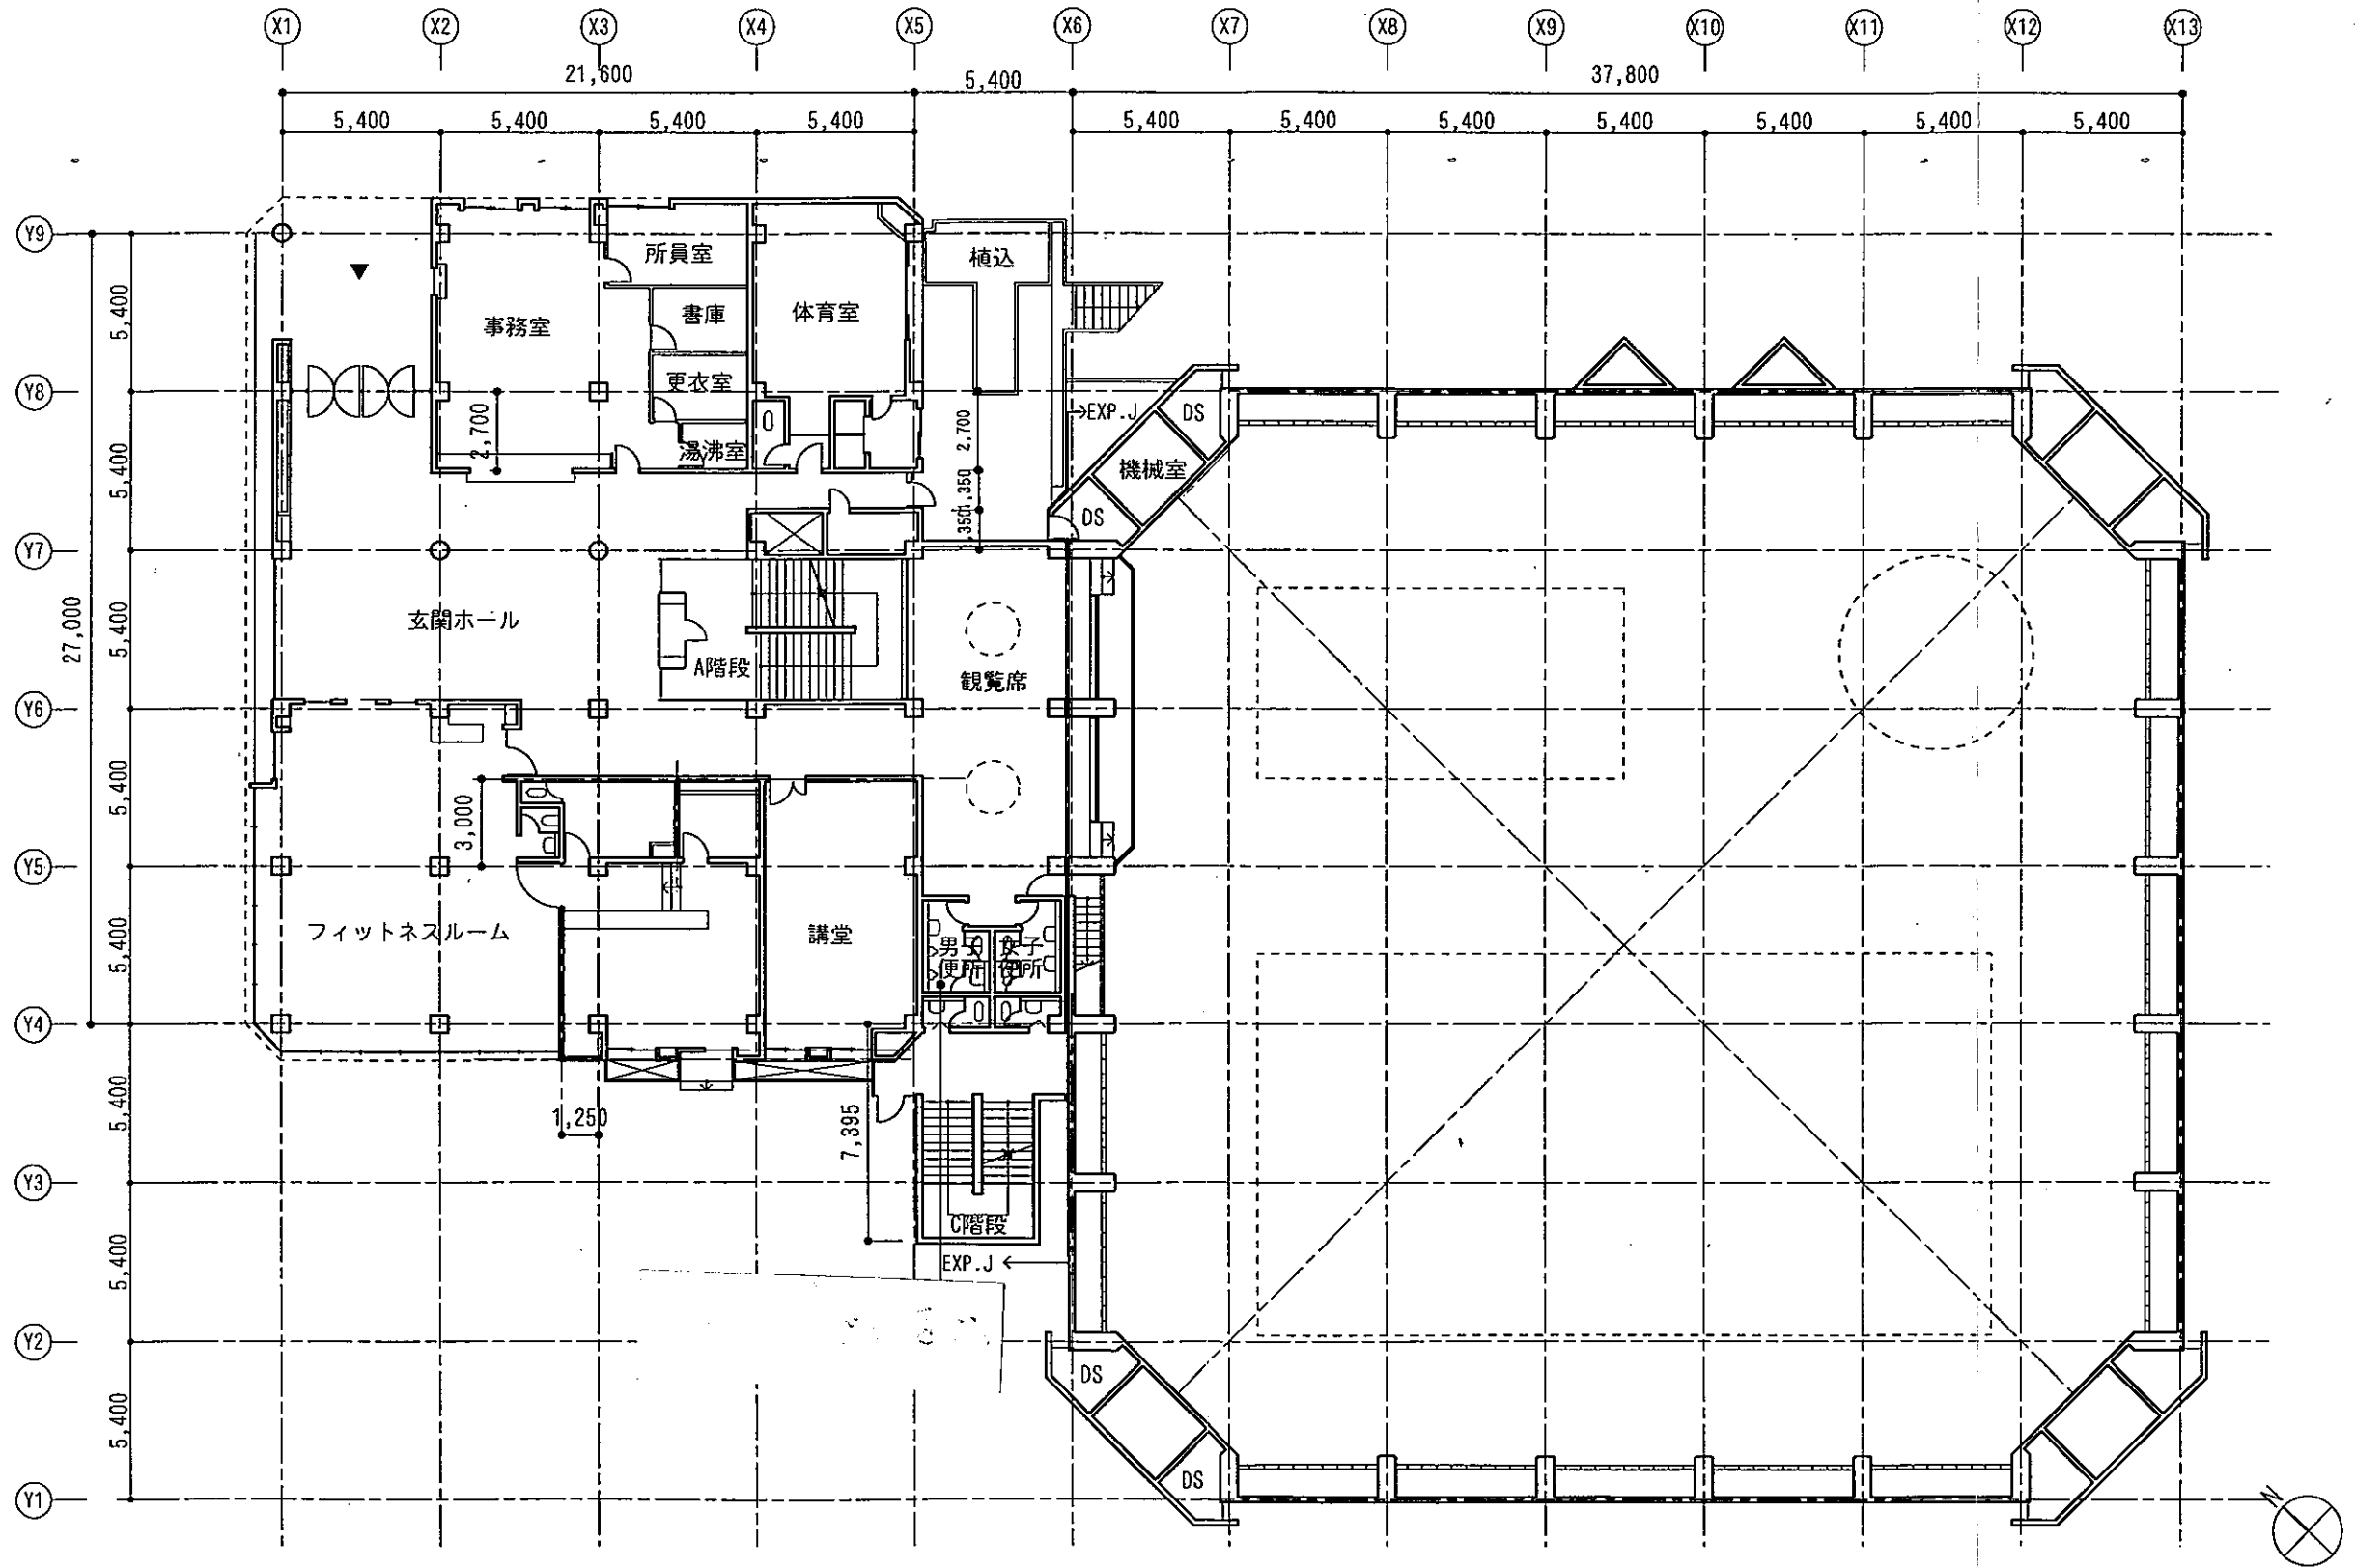 X1 X2 X3 X4 X5 X6 X7 X8 X9 X10 X11 X12 X13
21,600 5,400 37,800
5,400 5,400 5,400 5,400 5,400 5,400 5,400 5,400 5,400 5,400 5,400
Y9
所員室
植込
5,400
書庫
体育室
事務室
更衣室
Y8
2,700
2,700
EXP.J
DS
湯沸室
機械室
5,400
1,350
1,350
DS
Y7
27,000
5,400
玄関ホール
A階段
観覧席
Y6
5,400
3,000
Y5
フィットネスルーム
講堂
男子
便所
女子
便所
5,400
Y4
5,400
1,250
7,395
Y3
C階段
EXP.J
5,400
Y2
DS
5,400
DS
Y1
N